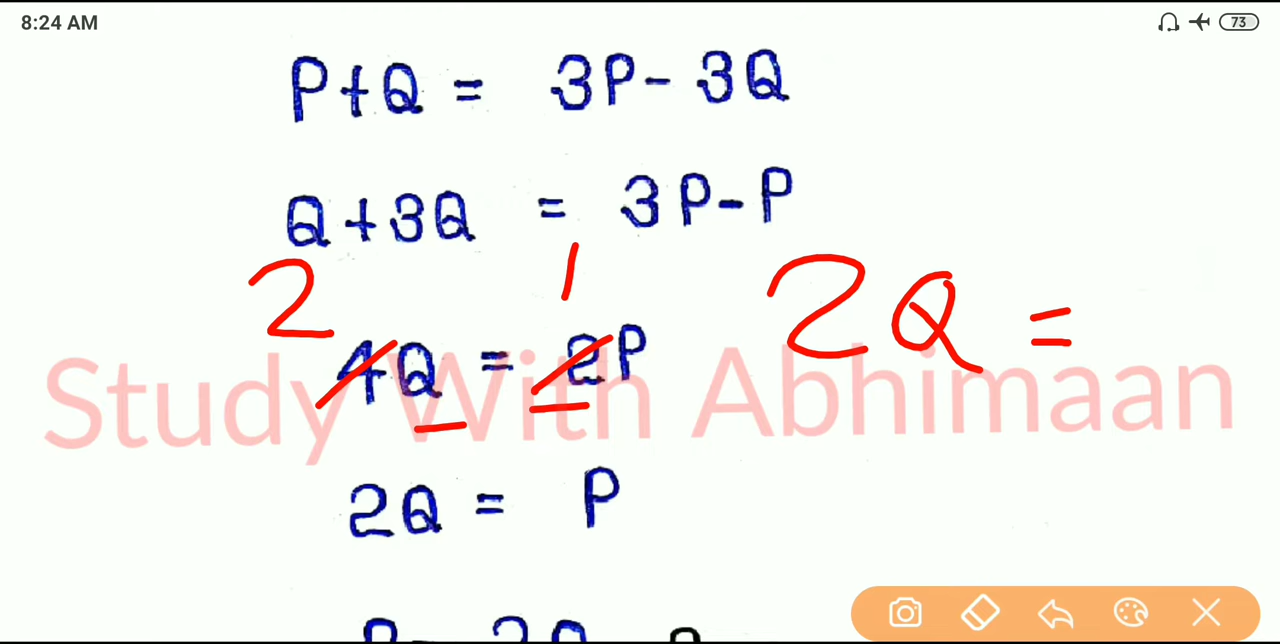 8:24 AM 73
P+Q = 3P-3Q
Q+3Q = 3P-P
2 1 2Q =
4Q = 2P
Study With Abhimaan
2Q = P